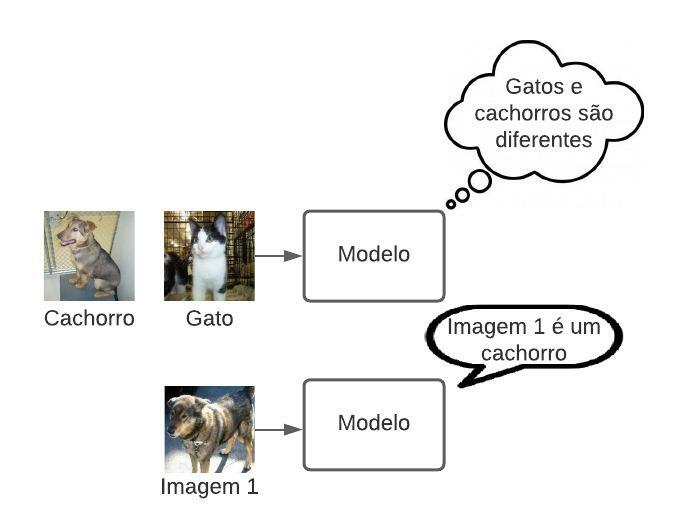 Gatos e
cachorros são
diferentes
Modelo
Cachorro
Gato
Imagem 1 é um
cachorro
Modelo
Imagem 1